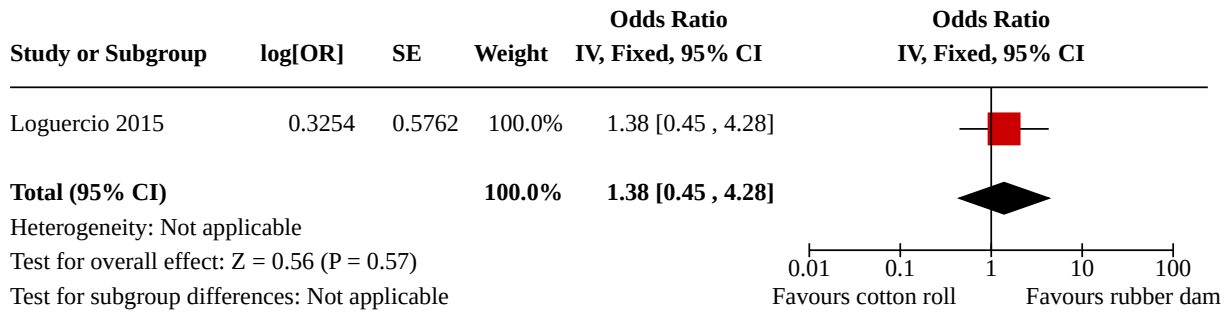 Odds Ratio Odds Ratio
Study or Subgroup log[OR] SE Weight IV, Fixed, 95% CI IV, Fixed, 95% CI
Loguercio 2015 0.3254 0.5762 100.0% 1.38 [0.45 , 4.28]
Total (95% CI) 100.0% 1.38 [0.45 , 4.28]
Heterogeneity: Not applicable
Test for overall effect: Z = 0.56 (P = 0.57) 0.01 0.1 1 10 100
Test for subgroup differences: Not applicable Favours cotton roll Favours rubber dam